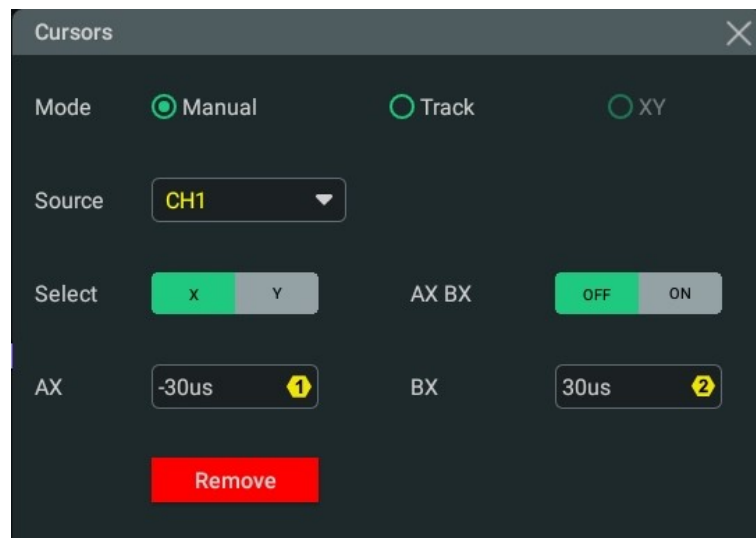 Cursors
Mode Manual Track XY
Source CH1
Select X Y AX BX OFF ON
AX -30us 1 BX 30us 2
Remove